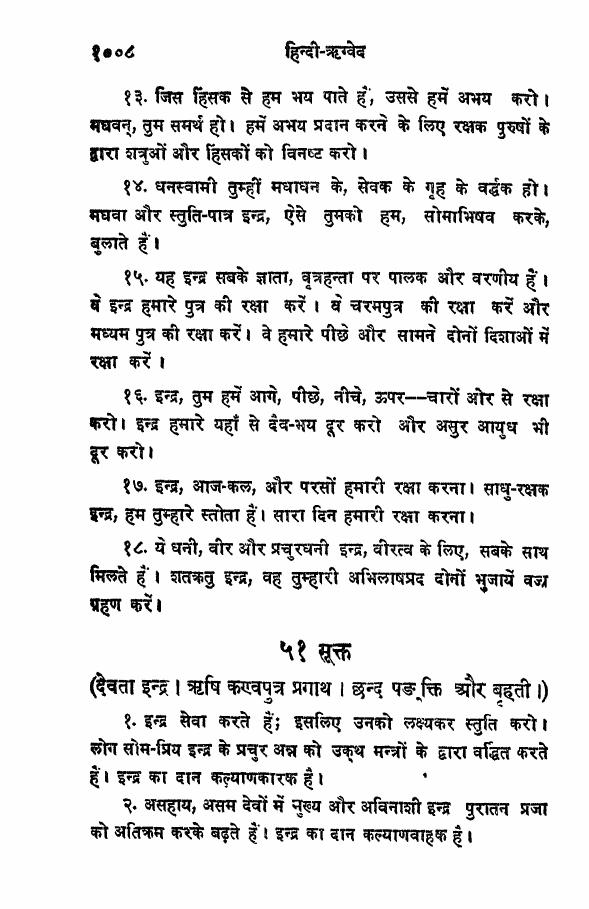 १००८ हिन्दी-ऋग्वेद
१३. जिस हिंसक से हम भय पाते हैं, उससे हमें अभय करो।
मघवन्, तुम समर्थ हो। हमें अभय प्रदान करने के लिए रक्षक पुरुषों के
द्वारा शत्रुओं और हिंसकों को विनष्ट करो।
१४. धनस्वामी तुम्हीं मधाधन के, सेवक के गृह के वर्द्धक हो।
मघवा और स्तुति-पात्र इन्द्र, ऐसे तुमको हम, सोमाभिषव करके,
बुलाते हैं।
१५. यह इन्द्र सबके ज्ञाता, वृत्रहन्ता पर पालक और वरणीय हैं।
वे इन्द्र हमारे पुत्र की रक्षा करें। वे चरमपुत्र की रक्षा करें और
मध्यम पुत्र की रक्षा करें। वे हमारे पीछे और सामने दोनों दिशाओं में
रक्षा करें।
१६. इन्द्र, तुम हमें आगे, पीछे, नीचे, ऊपर--चारों ओर से रक्षा
करो। इन्द्र हमारे यहाँ से दैव-भय दूर करो और असुर आयुध भी
दूर करो।
१७. इन्द्र, आज-कल, और परसों हमारी रक्षा करना। साधु-रक्षक
इन्द्र, हम तुम्हारे स्तोता हैं। सारा दिन हमारी रक्षा करना।
१८. ये धनी, वीर और प्रचुरधनी इन्द्र, वीरत्व के लिए, सबके साथ
मिलते हैं। शतक्रतु इन्द्र, वह तुम्हारी अभिलाषप्रद दोनों भुजायें वज्र
ग्रहण करें।
५१ सूक्त
(देवता इन्द्र। ऋषि कण्वपुत्र प्रगाथ। छन्द पङ्क्ति और बृहती।)
१. इन्द्र सेवा करते हैं; इसलिए उनको लक्ष्यकर स्तुति करो।
लोग सोम-प्रिय इन्द्र के प्रचुर अन्न को उक्थ मन्त्रों के द्वारा वर्द्धित करते
हैं। इन्द्र का दान कल्याणकारक है।
२. असहाय, असम देवों में मुख्य और अविनाशी इन्द्र पुरातन प्रजा
को अतिक्रम करके बढ़ते हैं। इन्द्र का दान कल्याणवाहक है।